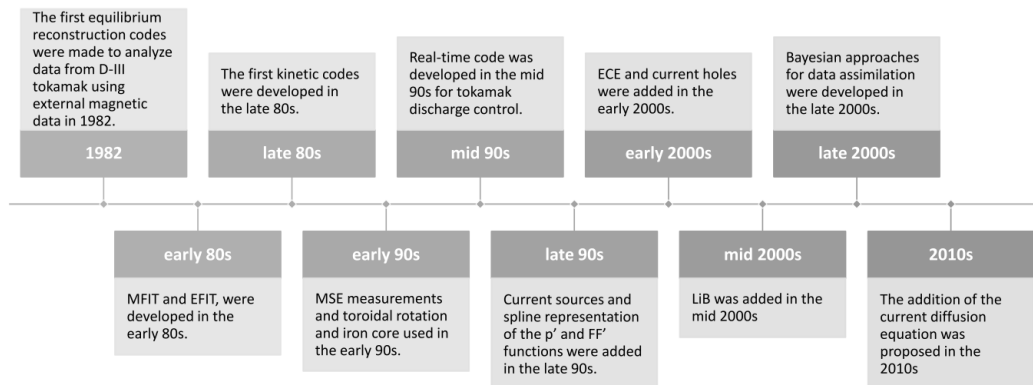 The first equilibrium
reconstruction codes
were made to analyze
data from D-III
tokamak using
external magnetic
data in 1982.
1982
MFIT and EFIT, were
developed in the
early 80s.
early 80s
The first kinetic codes
were developed in
the late 80s.
late 80s
early 90s
MSE measurements
and toroidal rotation
and iron core used in
the early 90s.
Real-time code was
developed in the mid
90s for tokamak
discharge control.
mid 90s
late 90s
Current sources and
spline representation
of the p’ and FF’
functions were added
in the late 90s.
ECE and current holes
were added in the
early 2000s.
early 2000s
mid 2000s
LiB was added in the
mid 2000s
Bayesian approaches
for data assimilation
were developed in
the late 2000s.
late 2000s
2010s
The addition of the
current diffusion
equation was
proposed in the
2010s